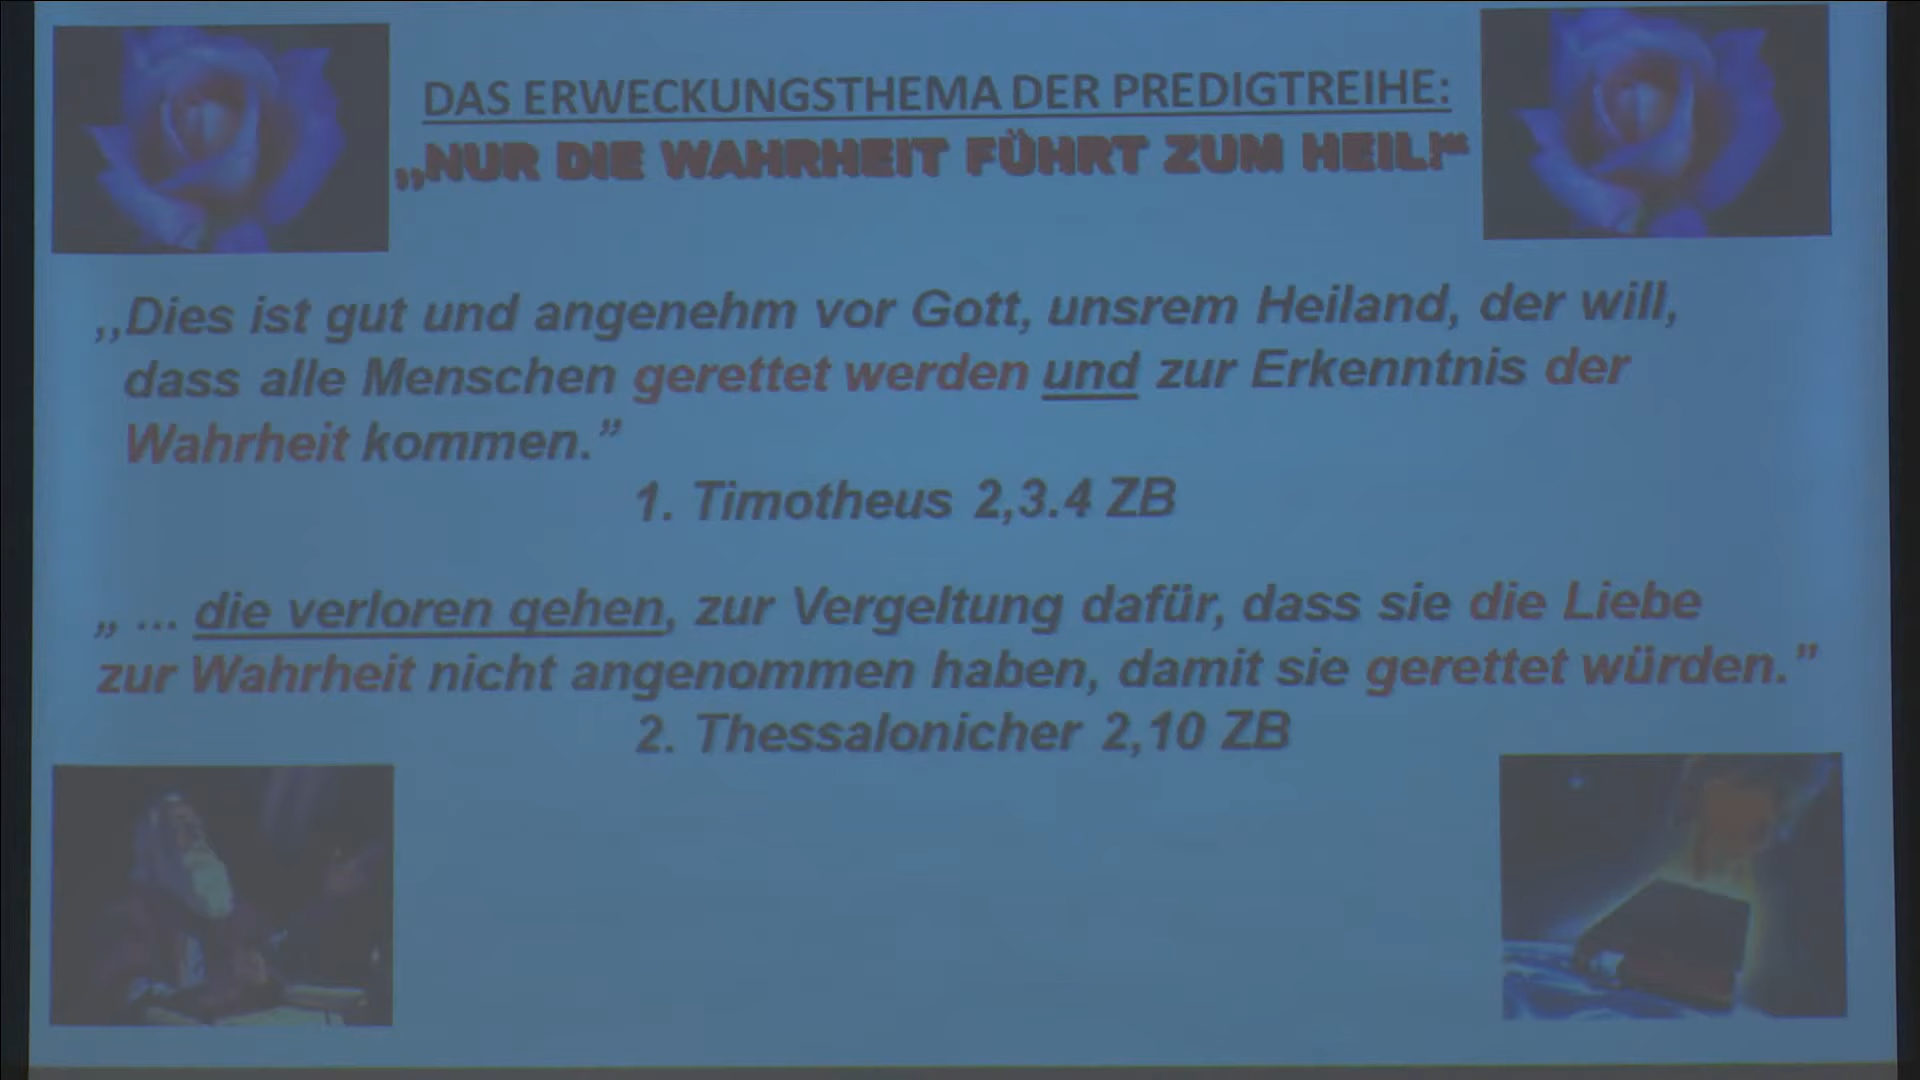 DAS ERWECKUNGSTHEMA DER PREDIGTREIHE:
„NUR DIE WAHRHEIT FÜHRT ZUM HEIL!“
,,Dies ist gut und angenehm vor Gott, unsrem Heiland, der will,
dass alle Menschen gerettet werden und zur Erkenntnis der
Wahrheit kommen.”
1. Timotheus 2,3.4 ZB
„ ... die verloren gehen, zur Vergeltung dafür, dass sie die Liebe
zur Wahrheit nicht angenommen haben, damit sie gerettet würden.”
2. Thessalonicher 2,10 ZB